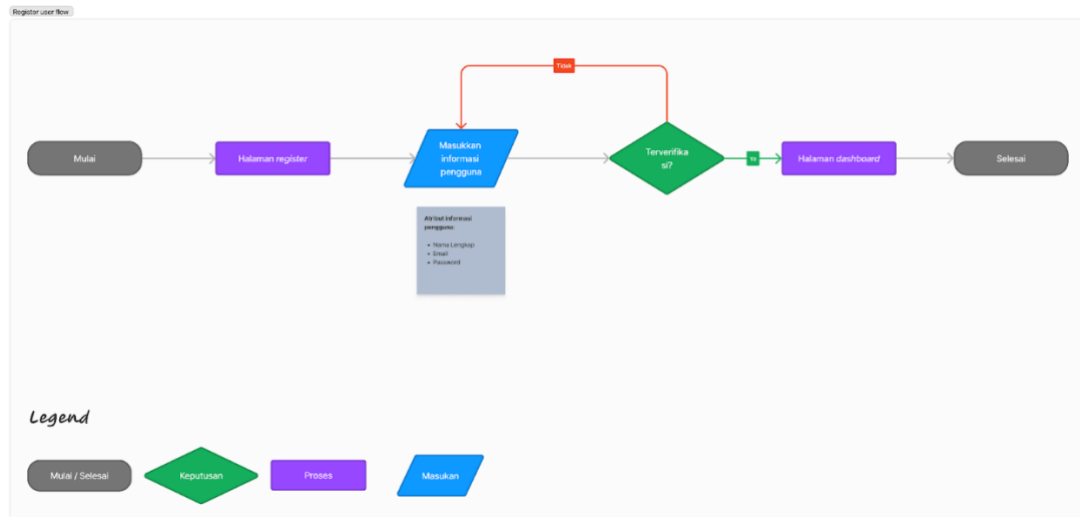 Register user flow
Tidak
Mulai
Halaman register
Masukkan
informasi
pengguna
Terverifika
si?
Ya
Halaman dashboard
Selesai
Atribut informasi
pengguna:
• Nama Lengkap
• Email
• Password
Legend
Mulai / Selesai
Keputusan
Proses
Masukan